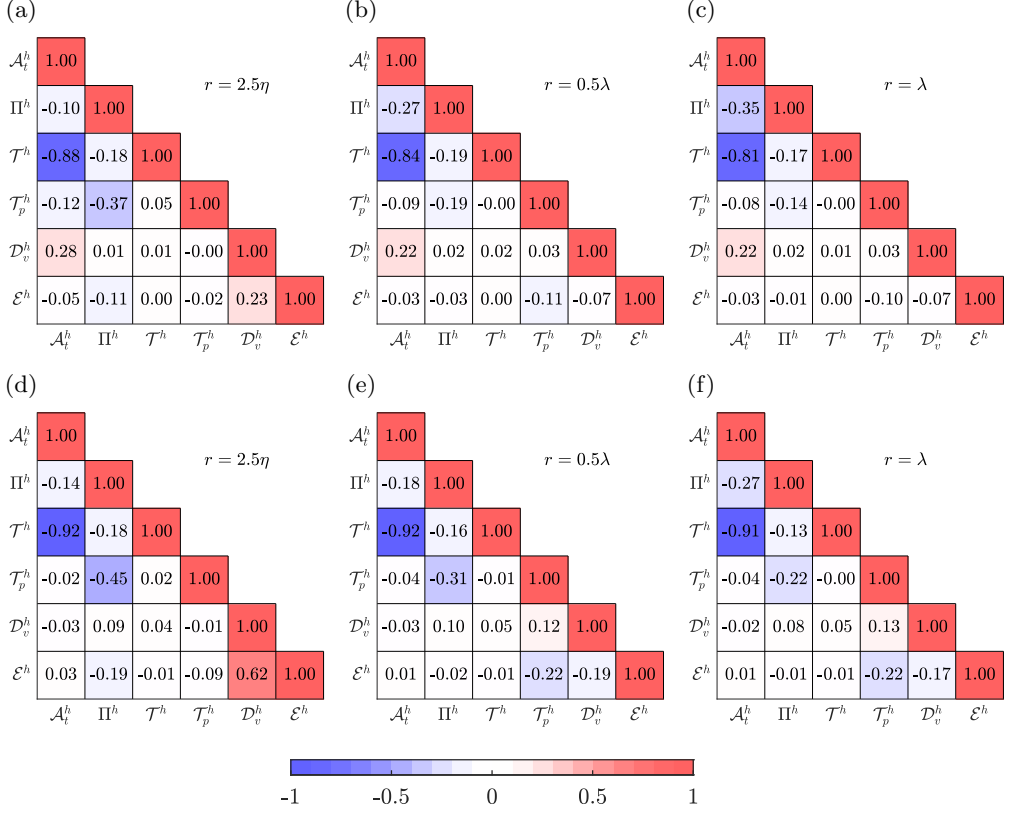 (a) (b) (c)
𝒜ₜʰ 1.00 𝒜ₜʰ 1.00 𝒜ₜʰ 1.00
r = 2.5η r = 0.5λ r = λ
Πʰ -0.10 1.00 Πʰ -0.27 1.00 Πʰ -0.35 1.00
𝒯ʰ -0.88 -0.18 1.00 𝒯ʰ -0.84 -0.19 1.00 𝒯ʰ -0.81 -0.17 1.00
𝒯ₚʰ -0.12 -0.37 0.05 1.00 𝒯ₚʰ -0.09 -0.19 -0.00 1.00 𝒯ₚʰ -0.08 -0.14 -0.00 1.00
𝒟ᵥʰ 0.28 0.01 0.01 -0.00 1.00 𝒟ᵥʰ 0.22 0.02 0.02 0.03 1.00 𝒟ᵥʰ 0.22 0.02 0.01 0.03 1.00
ℰʰ -0.05 -0.11 0.00 -0.02 0.23 1.00 ℰʰ -0.03 -0.03 0.00 -0.11 -0.07 1.00 ℰʰ -0.03 -0.01 0.00 -0.10 -0.07 1.00
𝒜ₜʰ Πʰ 𝒯ʰ 𝒯ₚʰ 𝒟ᵥʰ ℰʰ 𝒜ₜʰ Πʰ 𝒯ʰ 𝒯ₚʰ 𝒟ᵥʰ ℰʰ 𝒜ₜʰ Πʰ 𝒯ʰ 𝒯ₚʰ 𝒟ᵥʰ ℰʰ
(d) (e) (f)
𝒜ₜʰ 1.00 𝒜ₜʰ 1.00 𝒜ₜʰ 1.00
r = 2.5η r = 0.5λ r = λ
Πʰ -0.14 1.00 Πʰ -0.18 1.00 Πʰ -0.27 1.00
𝒯ʰ -0.92 -0.18 1.00 𝒯ʰ -0.92 -0.16 1.00 𝒯ʰ -0.91 -0.13 1.00
𝒯ₚʰ -0.02 -0.45 0.02 1.00 𝒯ₚʰ -0.04 -0.31 -0.01 1.00 𝒯ₚʰ -0.04 -0.22 -0.00 1.00
𝒟ᵥʰ -0.03 0.09 0.04 -0.01 1.00 𝒟ᵥʰ -0.03 0.10 0.05 0.12 1.00 𝒟ᵥʰ -0.02 0.08 0.05 0.13 1.00
ℰʰ 0.03 -0.19 -0.01 -0.09 0.62 1.00 ℰʰ 0.01 -0.02 -0.01 -0.22 -0.19 1.00 ℰʰ 0.01 -0.01 -0.01 -0.22 -0.17 1.00
𝒜ₜʰ Πʰ 𝒯ʰ 𝒯ₚʰ 𝒟ᵥʰ ℰʰ 𝒜ₜʰ Πʰ 𝒯ʰ 𝒯ₚʰ 𝒟ᵥʰ ℰʰ 𝒜ₜʰ Πʰ 𝒯ʰ 𝒯ₚʰ 𝒟ᵥʰ ℰʰ
-1 -0.5 0 0.5 1